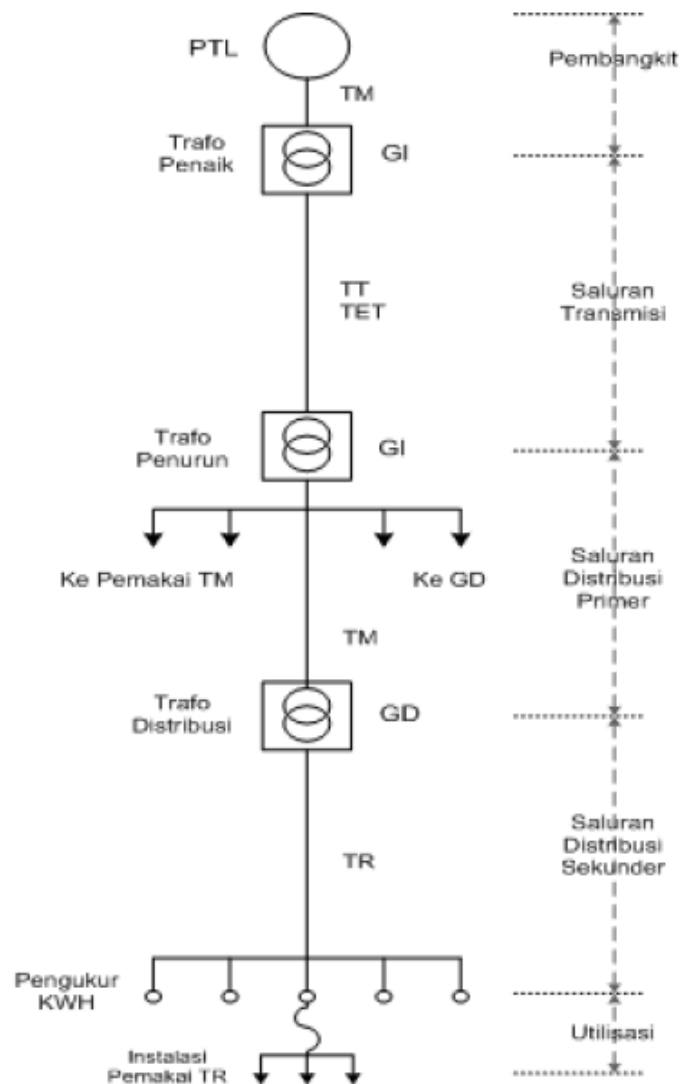 PTL
Pembangkit
TM
Trafo
Penaik
GI
TT
TET
Saluran
Transmisi
Trafo
Penurun
GI
Ke Pemakai TM
Ke GD
Saluran
Distribusi
Primer
TM
Trafo
Distribusi
GD
TR
Saluran
Distribusi
Sekunder
Pengukur
KWH
Utilisasi
Instalasi
Pemakai TR